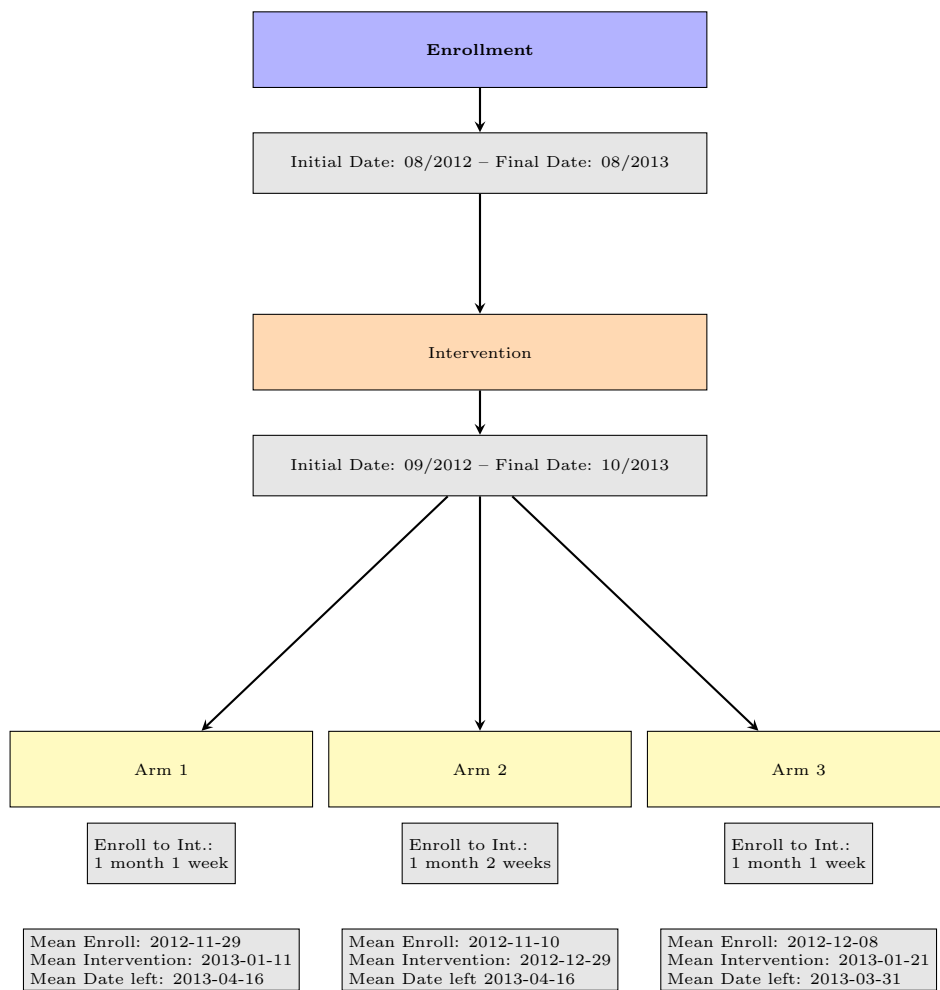 Enrollment
Initial Date: 08/2012 – Final Date: 08/2013
Intervention
Initial Date: 09/2012 – Final Date: 10/2013
Arm 1
Arm 2
Arm 3
Enroll to Int.:
1 month 1 week
Enroll to Int.:
1 month 2 weeks
Enroll to Int.:
1 month 1 week
Mean Enroll: 2012-11-29
Mean Intervention: 2013-01-11
Mean Date left: 2013-04-16
Mean Enroll: 2012-11-10
Mean Intervention: 2012-12-29
Mean Date left 2013-04-16
Mean Enroll: 2012-12-08
Mean Intervention: 2013-01-21
Mean Date left: 2013-03-31